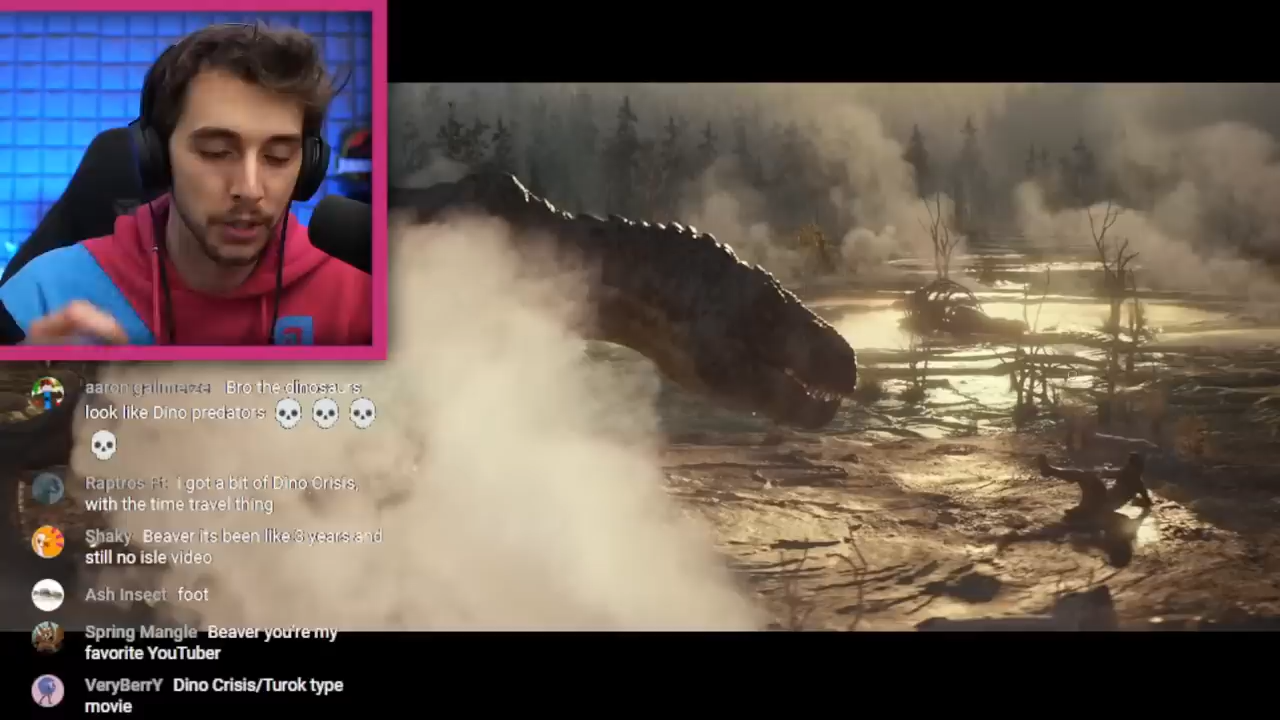 Bro the dinosaurs
look like Dino predators
Raptros i got a bit of Dino Crisis,
with the time travel thing
Shaky Beaver its been like 3 years and
still no isle video
Ash Insect foot
Spring Mangle Beaver you're my
favorite YouTuber
VeryBerrY Dino Crisis/Turok type
movie